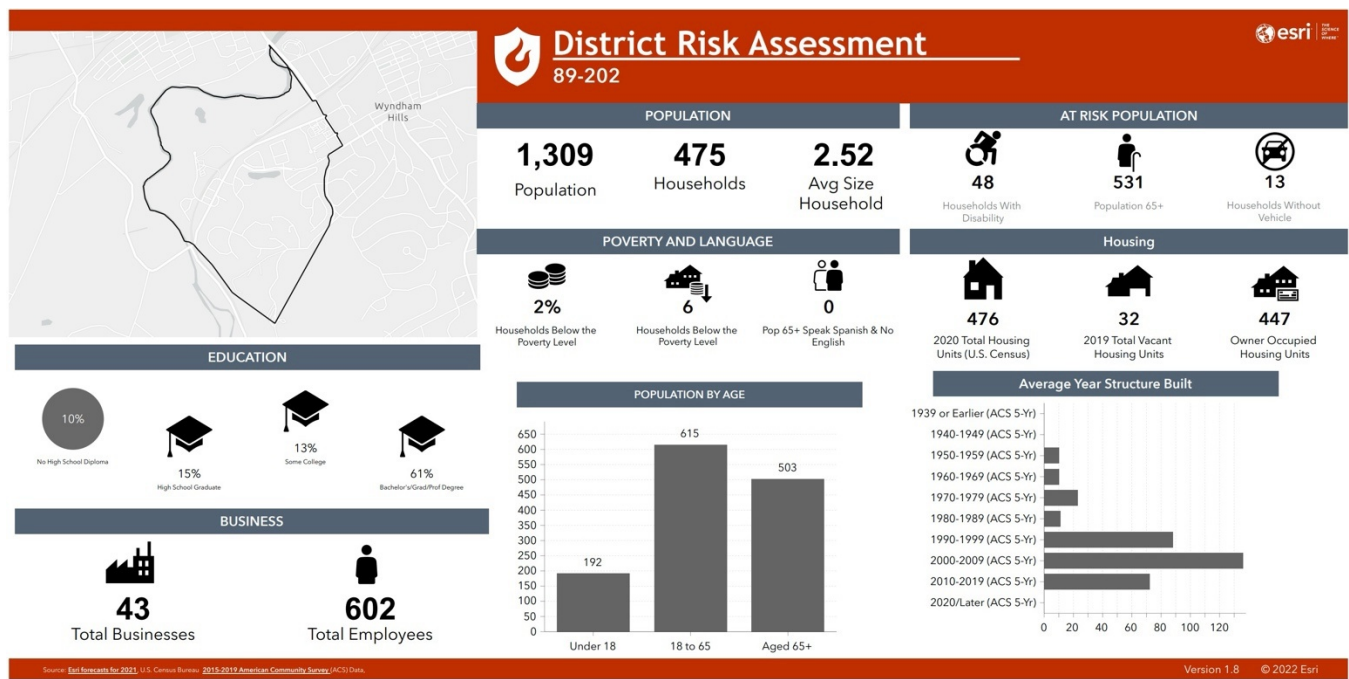 District Risk Assessment
89-202
esri
THE
SCIENCE
OF
WHERE
Wyndham
Hills
POPULATION
1,309
Population
475
Households
2.52
Avg Size
Household
AT RISK POPULATION
48
Households With
Disability
531
Population 65+
13
Households Without
Vehicle
POVERTY AND LANGUAGE
2%
Households Below the
Poverty Level
6
Households Below the
Poverty Level
0
Pop 65+ Speak Spanish & No
English
Housing
476
2020 Total Housing
Units (U.S. Census)
32
2019 Total Vacant
Housing Units
447
Owner Occupied
Housing Units
EDUCATION
10%
No High School Diploma
15%
High School Graduate
13%
Some College
61%
Bachelor's/Grad/Prof Degree
BUSINESS
43
Total Businesses
602
Total Employees
POPULATION BY AGE
650
600
550
500
450
400
350
300
250
200
150
100
50
0
192
615
503
Under 18
18 to 65
Aged 65+
Average Year Structure Built
1939 or Earlier (ACS 5-Yr)
1940-1949 (ACS 5-Yr)
1950-1959 (ACS 5-Yr)
1960-1969 (ACS 5-Yr)
1970-1979 (ACS 5-Yr)
1980-1989 (ACS 5-Yr)
1990-1999 (ACS 5-Yr)
2000-2009 (ACS 5-Yr)
2010-2019 (ACS 5-Yr)
2020/Later (ACS 5-Yr)
0 20 40 60 80 100 120
Source: Esri forecasts for 2021, U.S. Census Bureau 2015-2019 American Community Survey (ACS) Data,
Version 1.8 © 2022 Esri